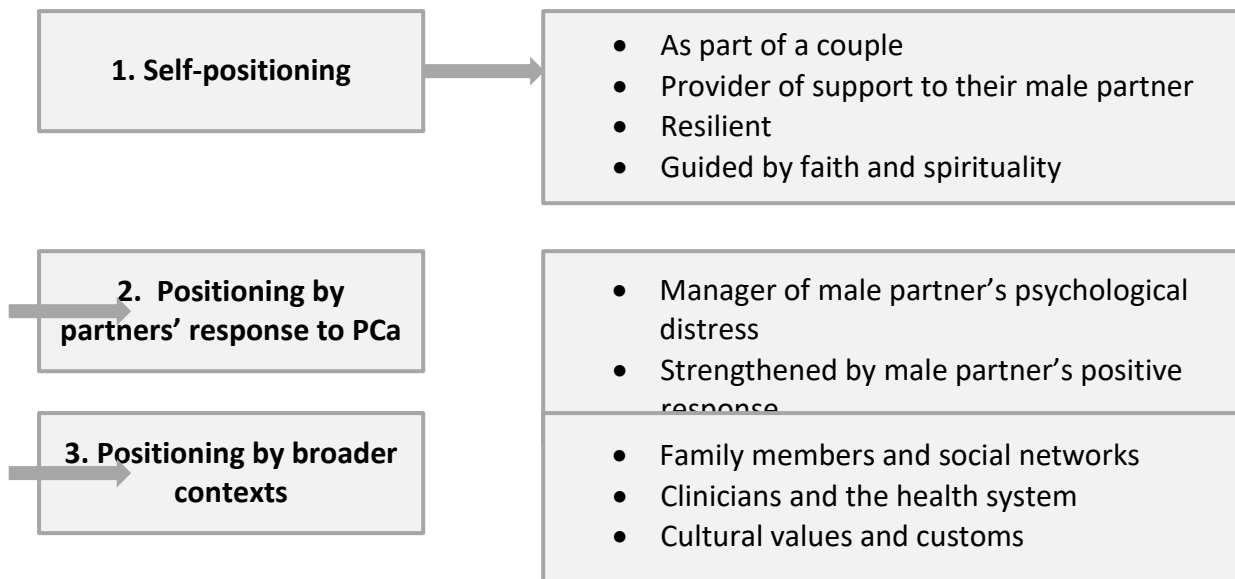 1. Self-positioning
• As part of a couple
• Provider of support to their male partner
• Resilient
• Guided by faith and spirituality
2. Positioning by
partners’ response to PCa
• Manager of male partner’s psychological
distress
• Strengthened by male partner’s positive
response
3. Positioning by broader
contexts
• Family members and social networks
• Clinicians and the health system
• Cultural values and customs